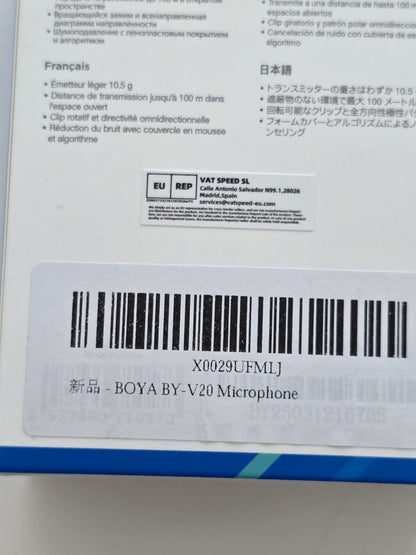 пространстве
• Вращающийся зажим и всенаправленная
диаграмма направленности
• Шумоподавление с пенопластовым покрытием
и алгоритмом
Transmite a una distancia de hasta 100 m
espacios abiertos
• Clip giratorio y patrón polar omnidirecci
• Cancelación de ruido con cubierta de es
algoritmo
Français
• Émetteur léger 10.5 g
• Distance de transmission jusqu'à 100 m dans
l'espace ouvert
• Clip rotatif et directivité omnidirectionnelle
• Réduction du bruit avec couvercle en mousse
et algorithme
日本語
• トランスミッターの重さはわずか 10.5
• 遮蔽物のない環境で最大 100 メートル
• 回転可能なクリップと全方向性極性パ
• フォームカバーとアルゴリズムによるノ
ンセリング
EU REP
VAT SPEED SL
Calle Antonio Salvador N99.1,28026
Madrid,Spain
services@vatspeed-eu.com
X0029UFMLJ
新品 - BOYA BY-V20 Microphone